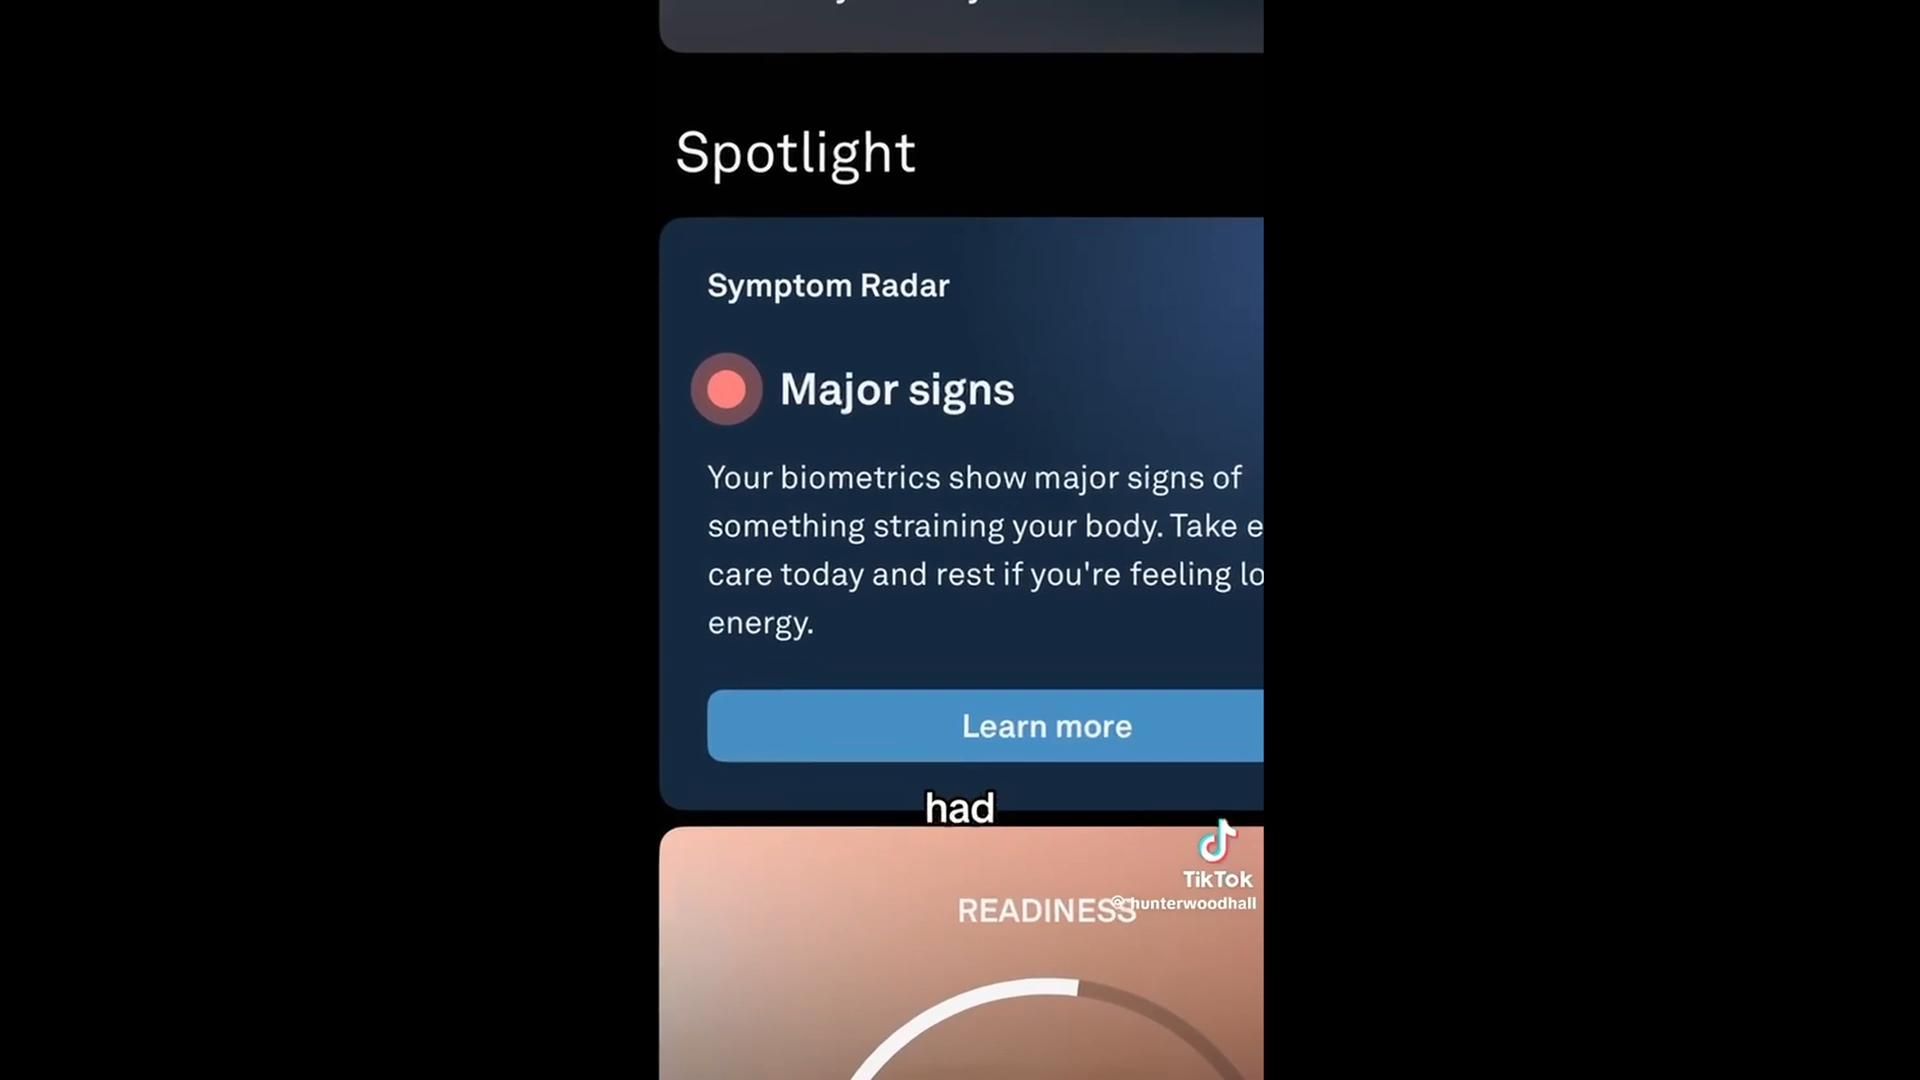 Spotlight
Symptom Radar
Major signs
Your biometrics show major signs of
something straining your body. Take e
care today and rest if you're feeling lo
energy.
Learn more
had
TikTok
READINESS
@hunterwoodhall